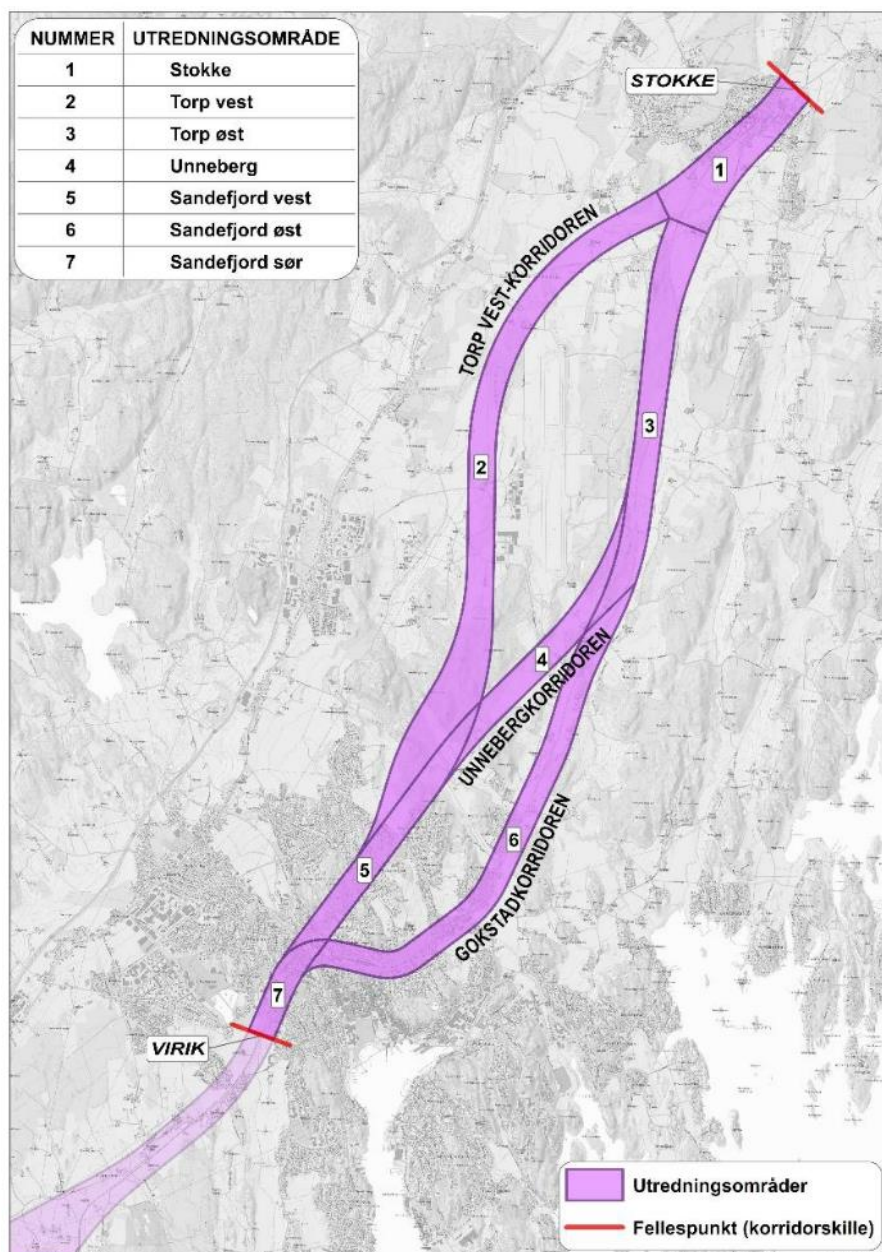 NUMMER UTREDNINGSOMRÅDE
1 Stokke
2 Torp vest
3 Torp øst
4 Unneberg
5 Sandefjord vest
6 Sandefjord øst
7 Sandefjord sør
STOKKE
1
TORP VEST-KORRIDOREN
3
2
4
UNNEBERGKORRIDOREN
6
5
GOKSTADKORRIDOREN
7
VIRIK
Utredningsområder
Fellespunkt (korridorskille)